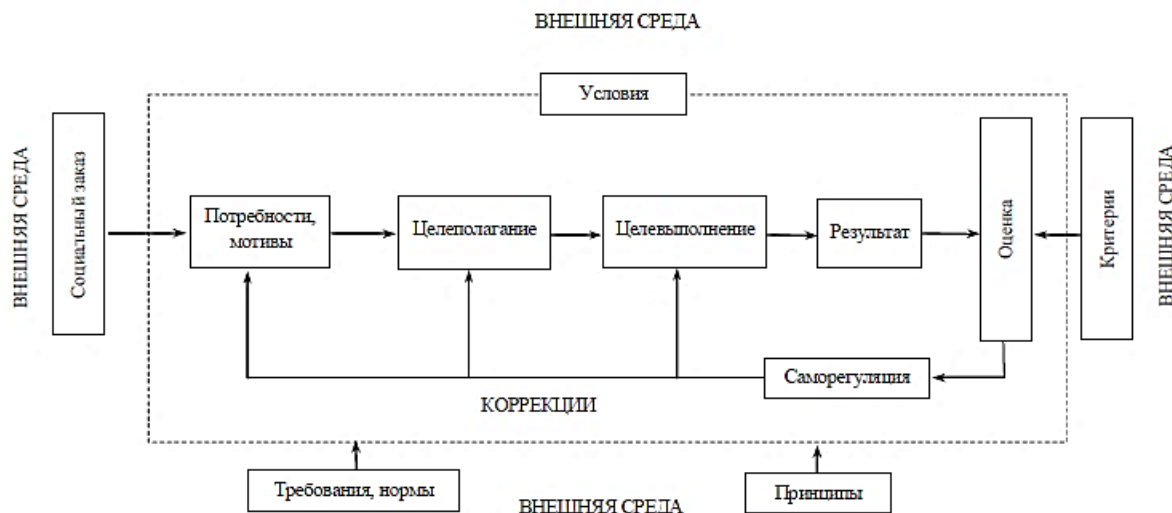 ВНЕШНЯЯ СРЕДА
Условия
ВНЕШНЯЯ СРЕДА
Социальный заказ
Потребности,
мотивы
Целеполагание
Целевыполнение
Результат
Оценка
Критерии
ВНЕШНЯЯ СРЕДА
Саморегуляция
КОРРЕКЦИИ
Требования, нормы
ВНЕШНЯЯ СРЕДА
Принципы